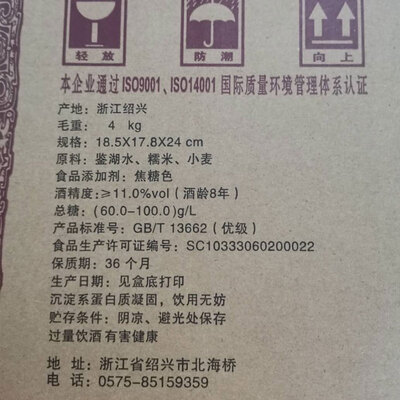 轻放 防潮 向上
本企业通过ISO9001、ISO14001国际质量环境管理体系认证
产地：浙江绍兴
毛重： 4 kg
规格：18.5X17.8X24 cm
原料：鉴湖水、糯米、小麦
食品添加剂：焦糖色
酒精度：≥11.0%vol（酒龄8年）
总糖：(60.0-100.0)g/L
产品标准号：GB/T 13662（优级）
食品生产许可证编号：SC10333060200022
保质期：36 个月
生产日期：见盒底打印
沉淀系蛋白质凝固，饮用无妨
贮存条件：阴凉、避光处保存
过量饮酒 有害健康
地 址：浙江省绍兴市北海桥
电 话：0575-85159359